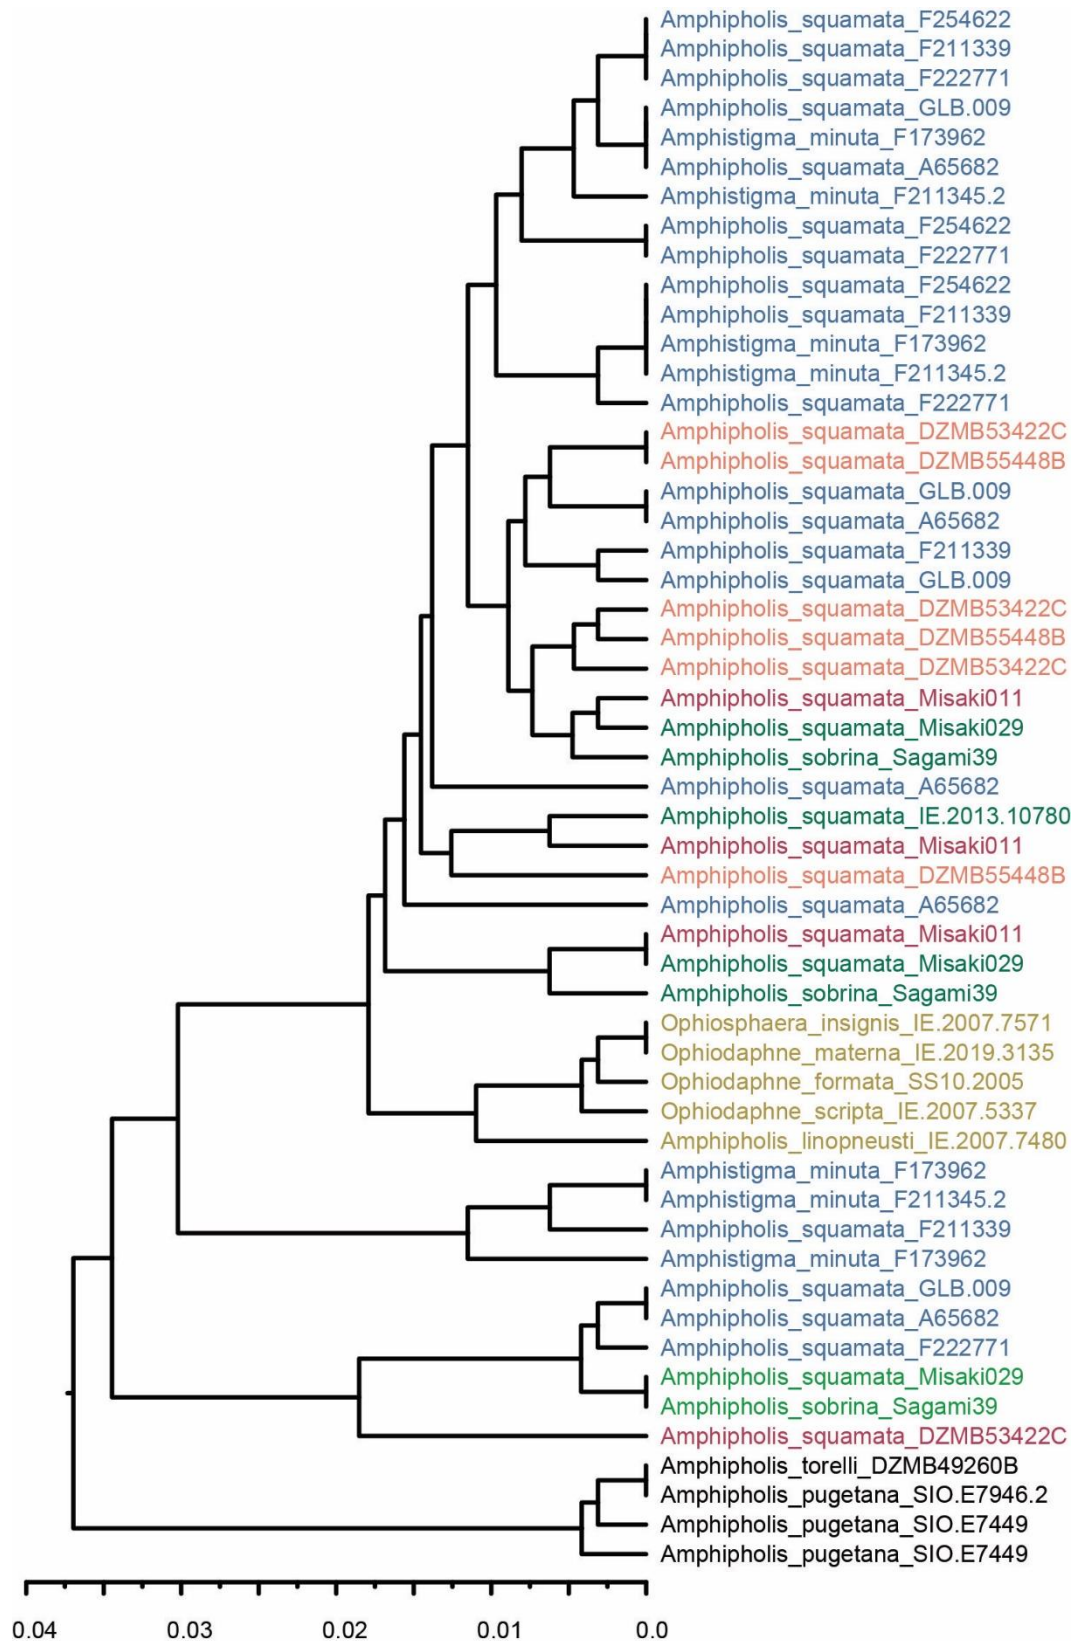 Amphipholis_squamata_F254622
Amphipholis_squamata_F211339
Amphipholis_squamata_F222771
Amphipholis_squamata_GLB.009
Amphistigma_minuta_F173962
Amphipholis_squamata_A65682
Amphistigma_minuta_F211345.2
Amphipholis_squamata_F254622
Amphipholis_squamata_F222771
Amphipholis_squamata_F254622
Amphipholis_squamata_F211339
Amphistigma_minuta_F173962
Amphistigma_minuta_F211345.2
Amphipholis_squamata_F222771
Amphipholis_squamata_DZMB53422C
Amphipholis_squamata_DZMB55448B
Amphipholis_squamata_GLB.009
Amphipholis_squamata_A65682
Amphipholis_squamata_F211339
Amphipholis_squamata_GLB.009
Amphipholis_squamata_DZMB53422C
Amphipholis_squamata_DZMB55448B
Amphipholis_squamata_DZMB53422C
Amphipholis_squamata_Misaki011
Amphipholis_squamata_Misaki029
Amphipholis_sobrina_Sagami39
Amphipholis_squamata_A65682
Amphipholis_squamata_IE.2013.10780
Amphipholis_squamata_Misaki011
Amphipholis_squamata_DZMB55448B
Amphipholis_squamata_A65682
Amphipholis_squamata_Misaki011
Amphipholis_squamata_Misaki029
Amphipholis_sobrina_Sagami39
Ophiosphaera_insignis_IE.2007.7571
Ophiodaphne_materna_IE.2019.3135
Ophiodaphne_formata_SS10.2005
Ophiodaphne_scripta_IE.2007.5337
Amphipholis_linopneusti_IE.2007.7480
Amphistigma_minuta_F173962
Amphistigma_minuta_F211345.2
Amphipholis_squamata_F211339
Amphistigma_minuta_F173962
Amphipholis_squamata_GLB.009
Amphipholis_squamata_A65682
Amphipholis_squamata_F222771
Amphipholis_squamata_Misaki029
Amphipholis_sobrina_Sagami39
Amphipholis_squamata_DZMB53422C
Amphipholis_torelli_DZMB49260B
Amphipholis_pugetana_SIO.E7946.2
Amphipholis_pugetana_SIO.E7449
Amphipholis_pugetana_SIO.E7449
0.04 0.03 0.02 0.01 0.0